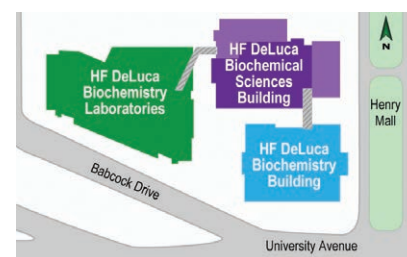 HF DeLuca
Biochemistry
Laboratories
HF DeLuca
Biochemical
Sciences
Building
N
Henry
Mall
HF DeLuca
Biochemistry
Building
Babcock Drive
University Avenue